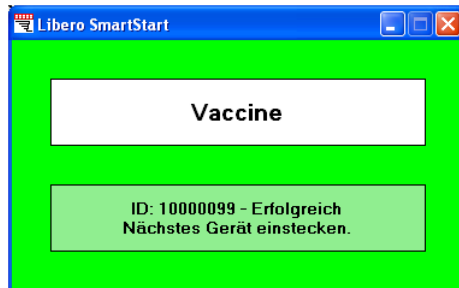 Libero SmartStart
Vaccine
ID: 10000099 - Erfolgreich
Nächstes Gerät einstecken.